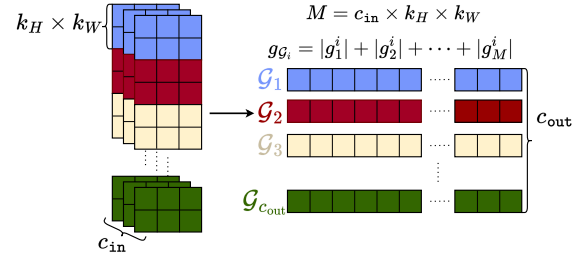 k_H × k_W
M = c_in × k_H × k_W
g_{𝒢_i} = |g_1^i| + |g_2^i| + ⋯ + |g_M^i|
𝒢_1
𝒢_2
𝒢_3
𝒢_{c_out}
c_out
c_in